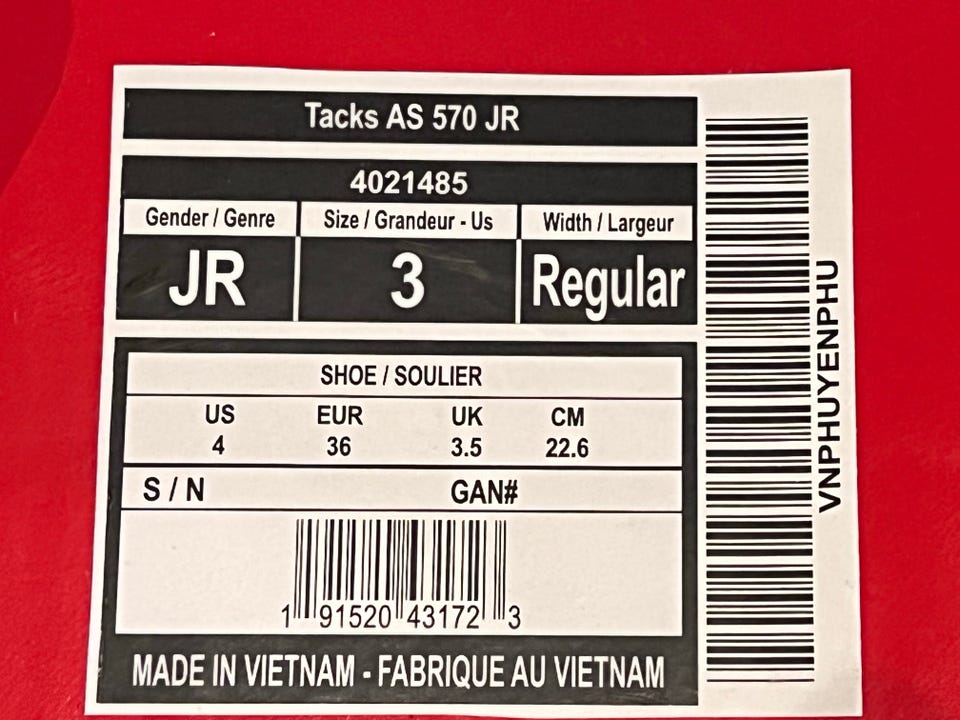 Tacks AS 570 JR
4021485
Gender / Genre Size / Grandeur - Us Width / Largeur
JR 3 Regular
SHOE / SOULIER
US EUR UK CM
4 36 3.5 22.6
S / N GAN#
1 91520 43172 3
MADE IN VIETNAM - FABRIQUE AU VIETNAM
VNPHUYENPHU